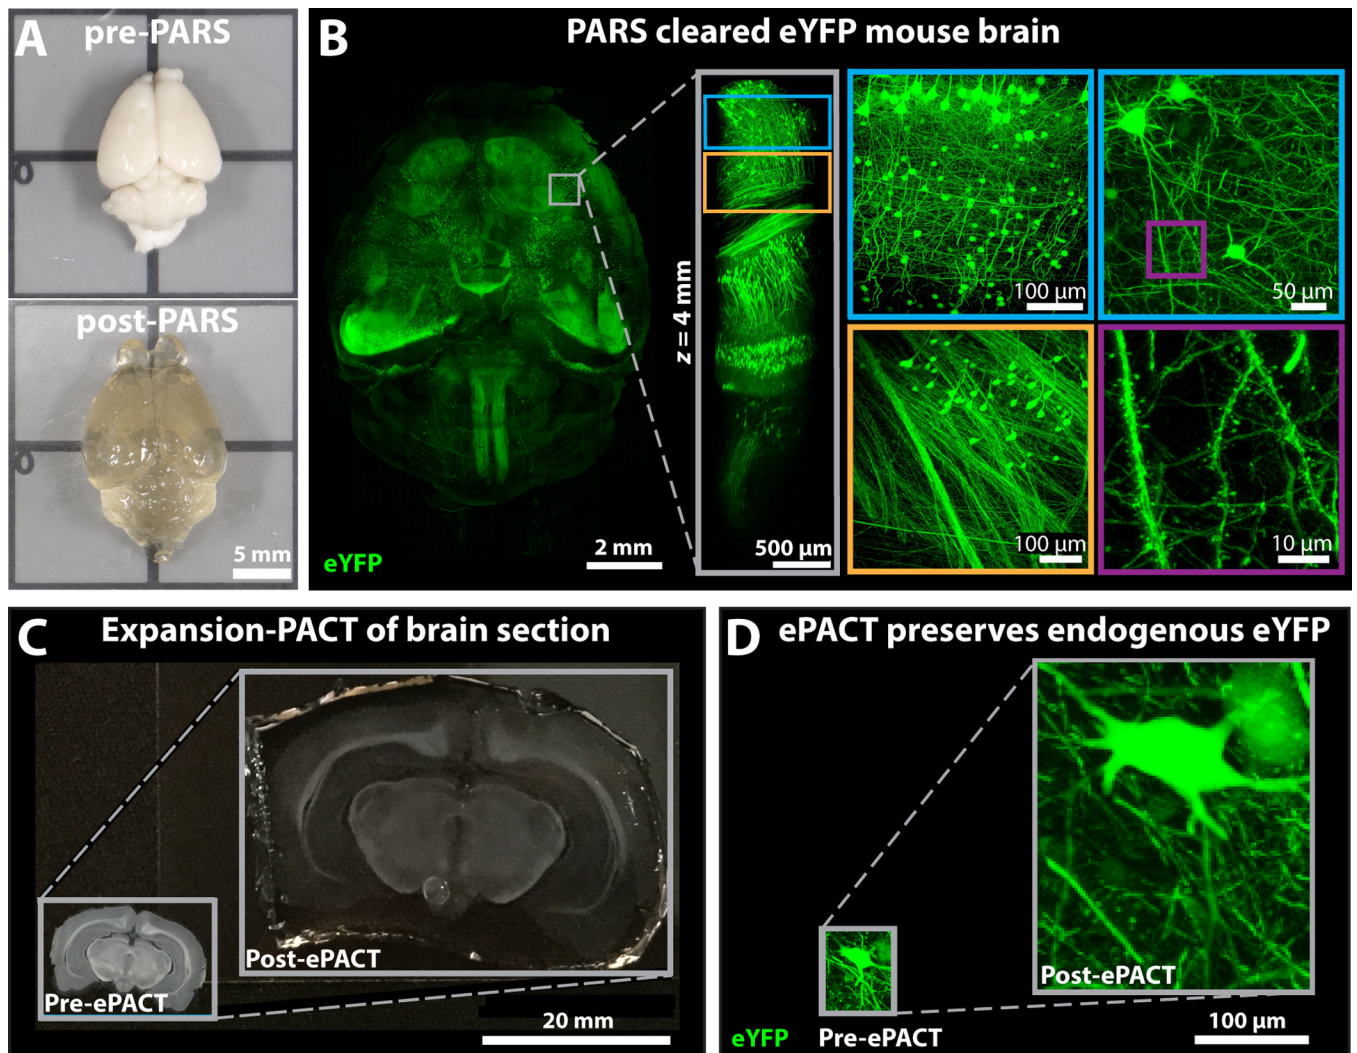 A
pre-PARS
post-PARS
5 mm
B
PARS cleared eYFP mouse brain
z = 4 mm
eYFP
2 mm
500 µm
100 µm
50 µm
100 µm
10 µm
C
Expansion-PACT of brain section
Pre-ePACT
Post-ePACT
20 mm
D
ePACT preserves endogenous eYFP
Post-ePACT
eYFP
Pre-ePACT
100 µm